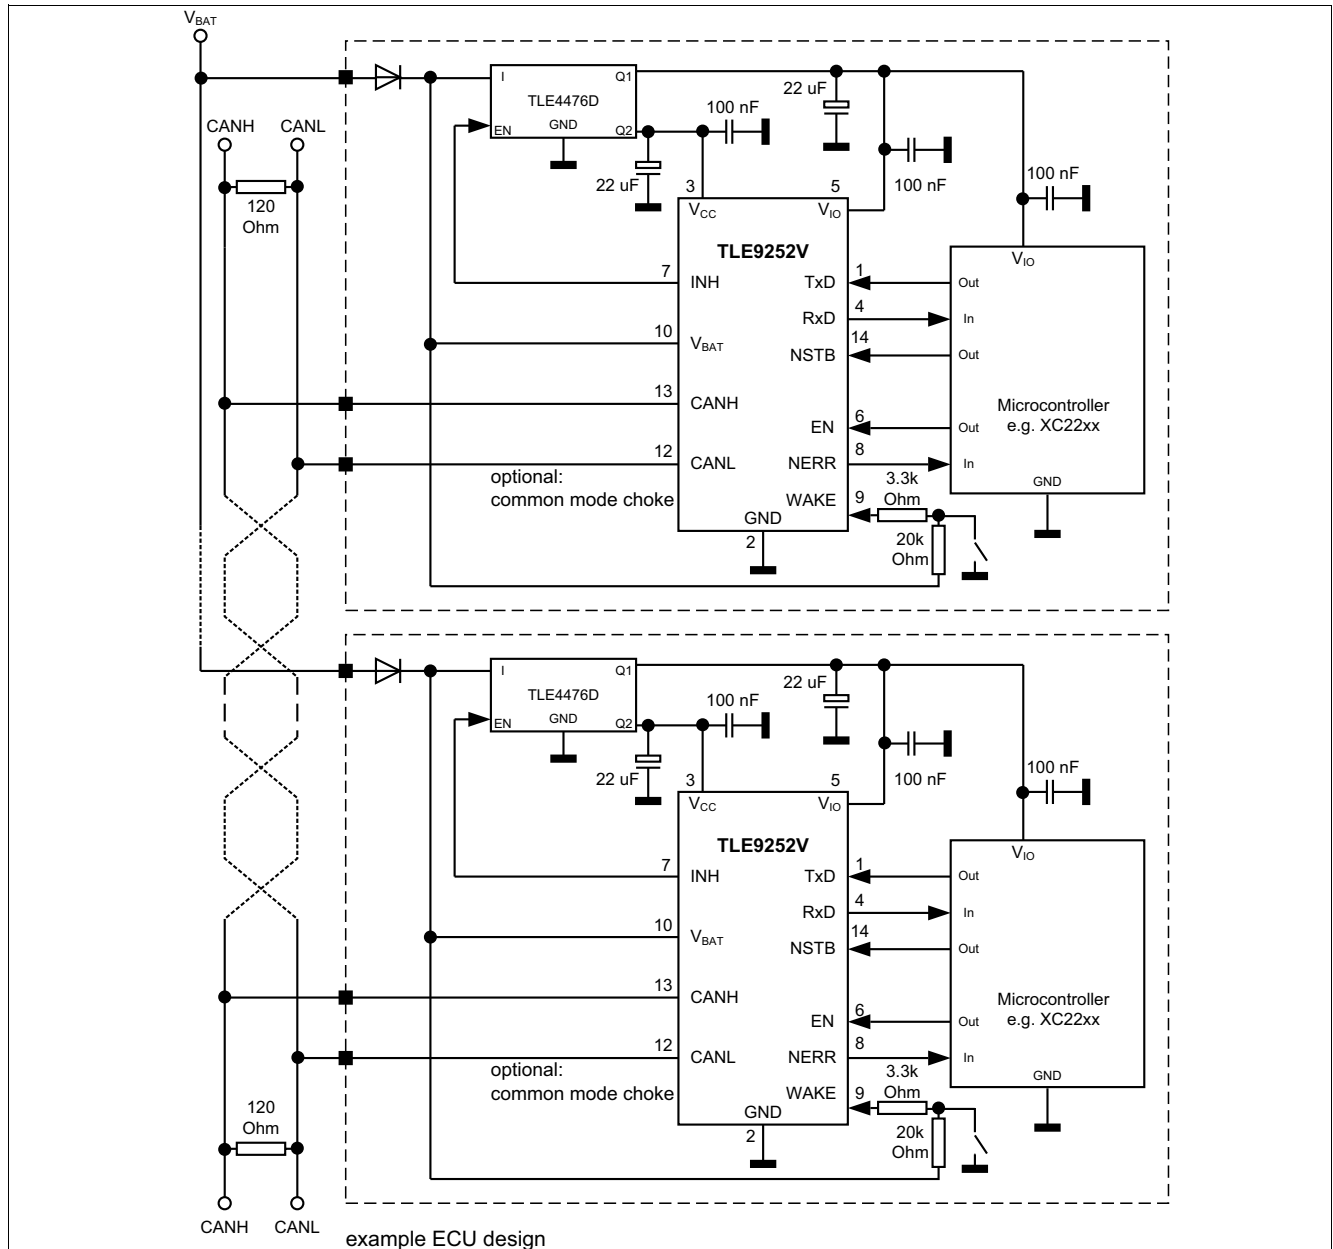 VBAT
CANH
CANL
120
Ohm
I
Q1
TLE4476D
EN
GND
Q2
22 uF
100 nF
22 uF
100 nF
100 nF
3
5
VCC
VIO
TLE9252V
7
INH
10
VBAT
13
CANH
12
CANL
optional:
common mode choke
TxD
1
RxD
4
NSTB
14
EN
6
NERR
8
WAKE
9
GND
2
3.3k
Ohm
20k
Ohm
VIO
Out
In
Out
Microcontroller
e.g. XC22xx
Out
In
GND
I
Q1
TLE4476D
EN
GND
Q2
22 uF
100 nF
22 uF
100 nF
100 nF
3
5
VCC
VIO
TLE9252V
7
INH
10
VBAT
13
CANH
12
CANL
optional:
common mode choke
TxD
1
RxD
4
NSTB
14
EN
6
NERR
8
WAKE
9
GND
2
3.3k
Ohm
20k
Ohm
VIO
Out
In
Out
Microcontroller
e.g. XC22xx
Out
In
GND
120
Ohm
CANH
CANL
example ECU design